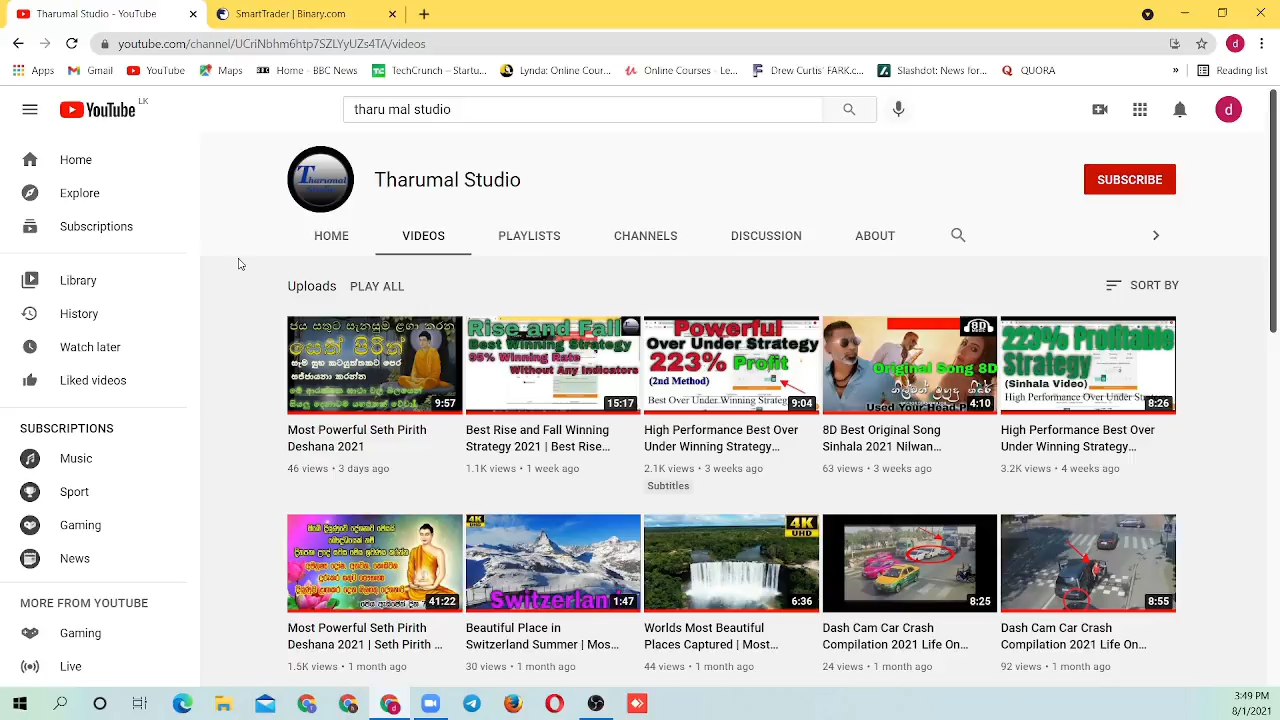 Tharumal Studio - YouTube
SmarTrader | Binary.com
youtube.com/channel/UCriNbhm6htp7SZLYyUZs4TA/videos
Apps Gmail YouTube Maps Home - BBC News TechCrunch – Startu... Lynda: Online Cour... Online Courses - Le... Drew Curtis' FARK.c... Slashdot News for... QUORA » Reading list
YouTube LK
tharu mal studio
d
Home
Explore
Subscriptions
Library
History
Watch later
Liked videos
SUBSCRIPTIONS
Music
Sport
Gaming
News
MORE FROM YOUTUBE
Gaming
Live
Tharumal Studio
SUBSCRIBE
HOME VIDEOS PLAYLISTS CHANNELS DISCUSSION ABOUT
Uploads PLAY ALL SORT BY
ජය සතුට සැනසුම ළඟා කරන
සෙත් පිරිත්
9:57
Most Powerful Seth Pirith
Deshana 2021
46 views • 3 days ago
Rise and Fall
Best Winning Strategy
95% Winning Rate
Without Any Indicators
15:17
Best Rise and Fall Winning
Strategy 2021 | Best Rise...
1.1K views • 1 week ago
Powerful
Over Under Strategy
223% Profit
(2nd Method)
Best Over Under Winning Strategy
9:04
High Performance Best Over
Under Winning Strategy...
2.1K views • 3 weeks ago
Subtitles
8D
Original Song 8D
Used Your Head P
4:10
8D Best Original Song
Sinhala 2021 Nilwan...
63 views • 3 weeks ago
223% Profitable
Strategy
(Sinhala Video)
High Performance Over Under Str
8:26
High Performance Best Over
Under Winning Strategy...
3.2K views • 4 weeks ago
41:22
Most Powerful Seth Pirith
Deshana 2021 | Seth Pirith ...
1.5K views • 1 month ago
4K
Switzerland
1:47
Beautiful Place in
Switzerland Summer | Mos...
30 views • 1 month ago
4K
UHD
6:36
Worlds Most Beautiful
Places Captured | Most...
44 views • 1 month ago
8:25
Dash Cam Car Crash
Compilation 2021 Life On...
24 views • 1 month ago
8:55
Dash Cam Car Crash
Compilation 2021 Life On...
92 views • 1 month ago
3:49 PM
8/1/2021